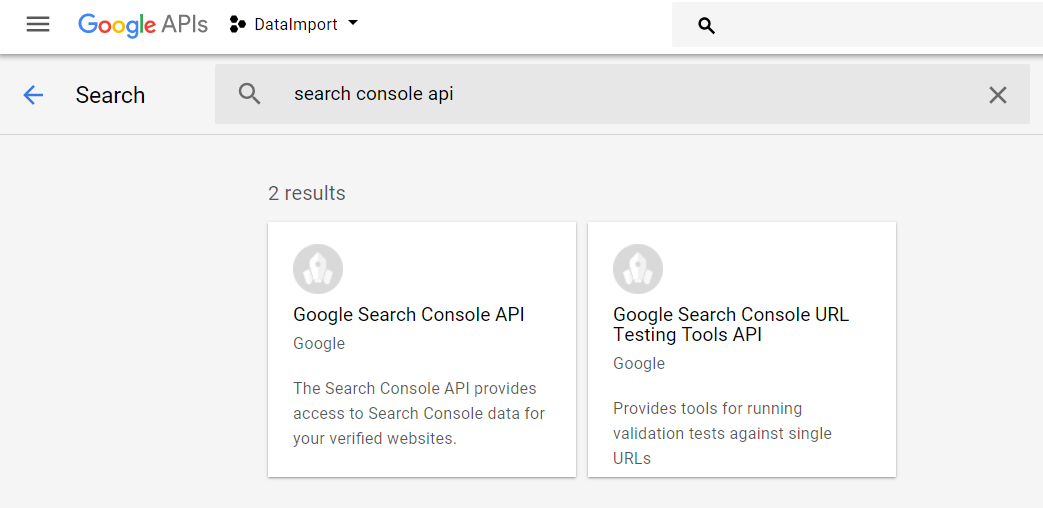 Google APIs DataImport
Search search console api
2 results
Google Search Console API
Google
The Search Console API provides
access to Search Console data for
your verified websites.
Google Search Console URL
Testing Tools API
Google
Provides tools for running
validation tests against single
URLs